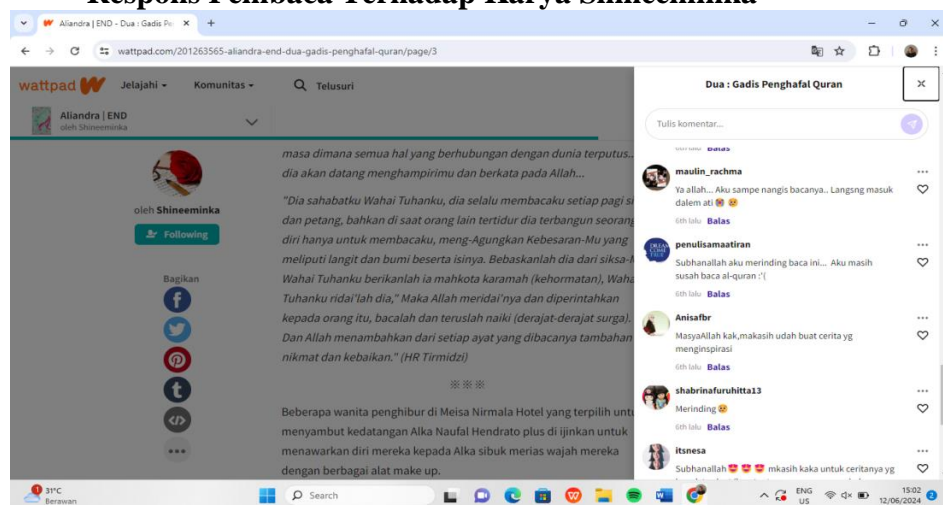 Respons Pembaca Terhadap Karya Shineeminka
Aliandra | END - Dua : Gadis Pe
wattpad.com/201263565-aliandra-end-dua-gadis-penghafal-quran/page/3
wattpad Jelajahi Komunitas Telusuri
Aliandra | END
oleh Shineeminka
oleh Shineeminka
Following
Bagikan
masa dimana semua hal yang berhubungan dengan dunia terputus..
dia akan datang menghampirimu dan berkata pada Allah...
"Dia sahabatku Wahai Tuhanku, dia selalu membacaku setiap pagi si
dan petang, bahkan di saat orang lain tertidur dia terbangun seorang
diri hanya untuk membacaku, meng-Agungkan Kebesaran-Mu yang
meliputi langit dan bumi beserta isinya. Bebaskanlah dia dari siksa-
Wahai Tuhanku berikanlah ia mahkota karamah (kehormatan), Waha
Tuhanku ridai'lah dia," Maka Allah meridai'nya dan diperintahkan
kepada orang itu, bacalah dan teruslah naiki (derajat-derajat surga).
Dan Allah menambahkan dari setiap ayat yang dibacanya tambahan
nikmat dan kebaikan." (HR Tirmidzi)
※※※
Beberapa wanita penghibur di Meisa Nirmala Hotel yang terpilih untu
menyambut kedatangan Alka Naufal Hendrato plus di ijinkan untuk
menawarkan diri mereka kepada Alka sibuk merias wajah mereka
dengan berbagai alat make up.
Dua : Gadis Penghafal Quran
Tulis komentar...
6th lalu Balas
maulin_rachma
Ya allah... Aku sampe nangis bacanya.. Langsng masuk
dalem ati
6th lalu Balas
penulisamaatiran
Subhanallah aku merinding baca ini... Aku masih
susah baca al-quran :'(
6th lalu Balas
Anisafbr
MasyaAllah kak,makasih udah buat cerita yg
menginspirasi
6th lalu Balas
shabrinafuruhitta13
Merinding
6th lalu Balas
itsnesa
Subhanallah mkasih kaka untuk ceritanya yg
31°C
Berawan
Search
ENG
US
15:02
12/06/2024